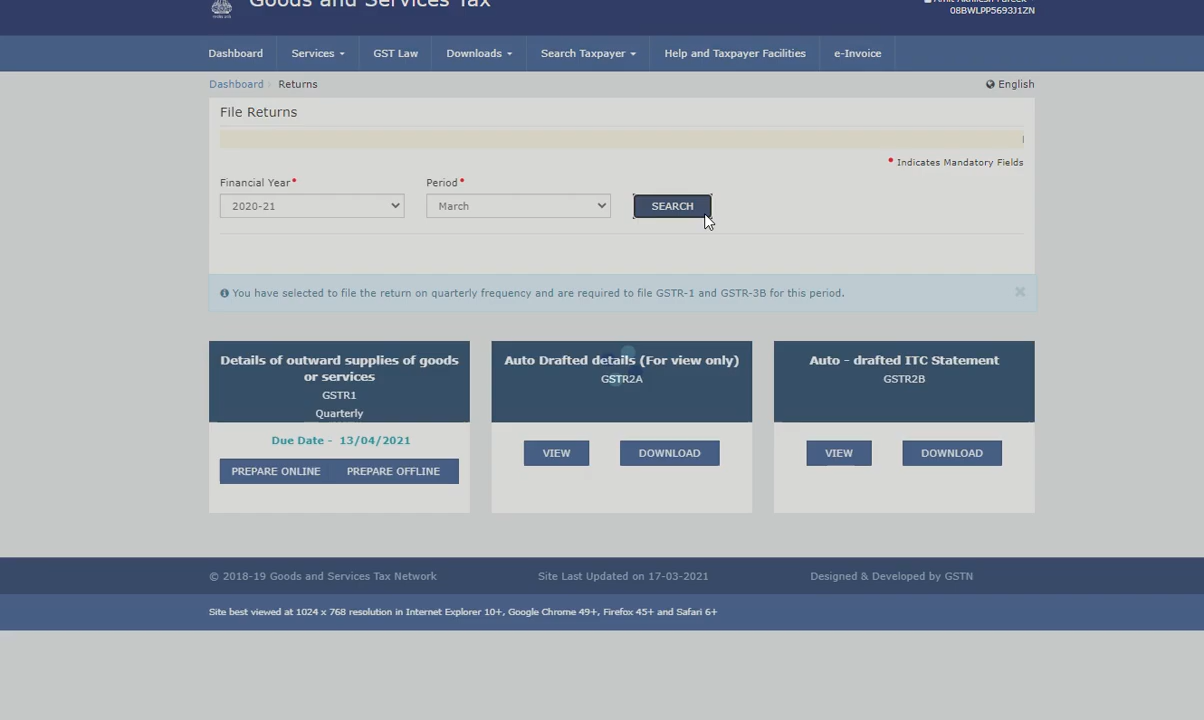 Goods and Services Tax
08BWLPP5693J1ZN
Dashboard Services GST Law Downloads Search Taxpayer Help and Taxpayer Facilities e-Invoice
Dashboard Returns English
File Returns
* Indicates Mandatory Fields
Financial Year* Period*
2020-21 March SEARCH
You have selected to file the return on quarterly frequency and are required to file GSTR-1 and GSTR-3B for this period.
Details of outward supplies of goods
or services
GSTR1
Quarterly
Due Date - 13/04/2021
PREPARE ONLINE PREPARE OFFLINE
Auto Drafted details (For view only)
GSTR2A
VIEW DOWNLOAD
Auto - drafted ITC Statement
GSTR2B
VIEW DOWNLOAD
© 2018-19 Goods and Services Tax Network Site Last Updated on 17-03-2021 Designed & Developed by GSTN
Site best viewed at 1024 x 768 resolution in Internet Explorer 10+, Google Chrome 49+, Firefox 45+ and Safari 6+